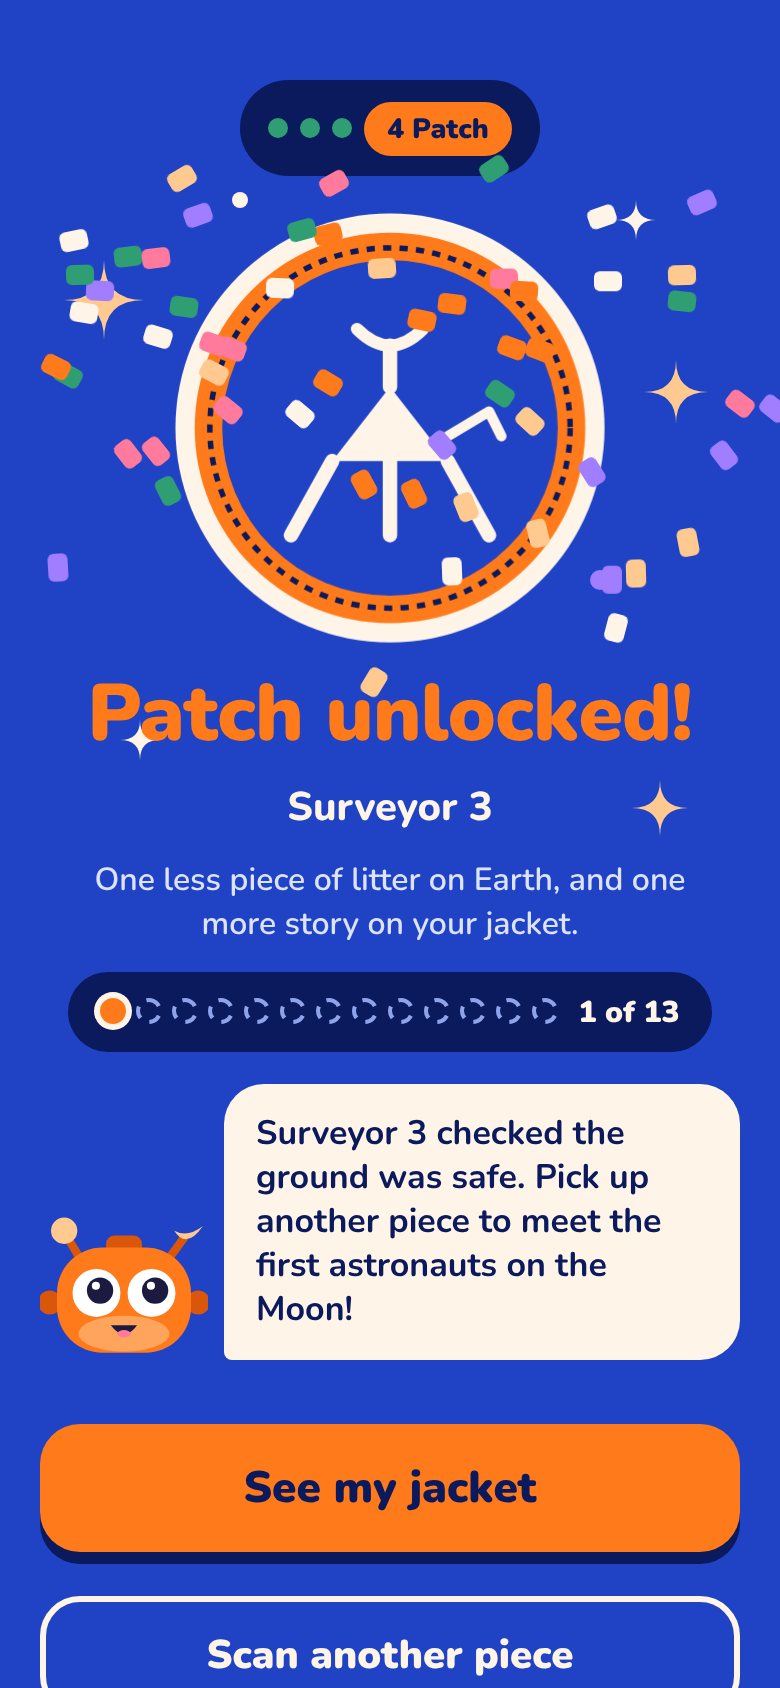 4 Patch
Patch unlocked!
Surveyor 3
One less piece of litter on Earth, and one
more story on your jacket.
1 of 13
Surveyor 3 checked the
ground was safe. Pick up
another piece to meet the
first astronauts on the
Moon!
See my jacket
Scan another piece